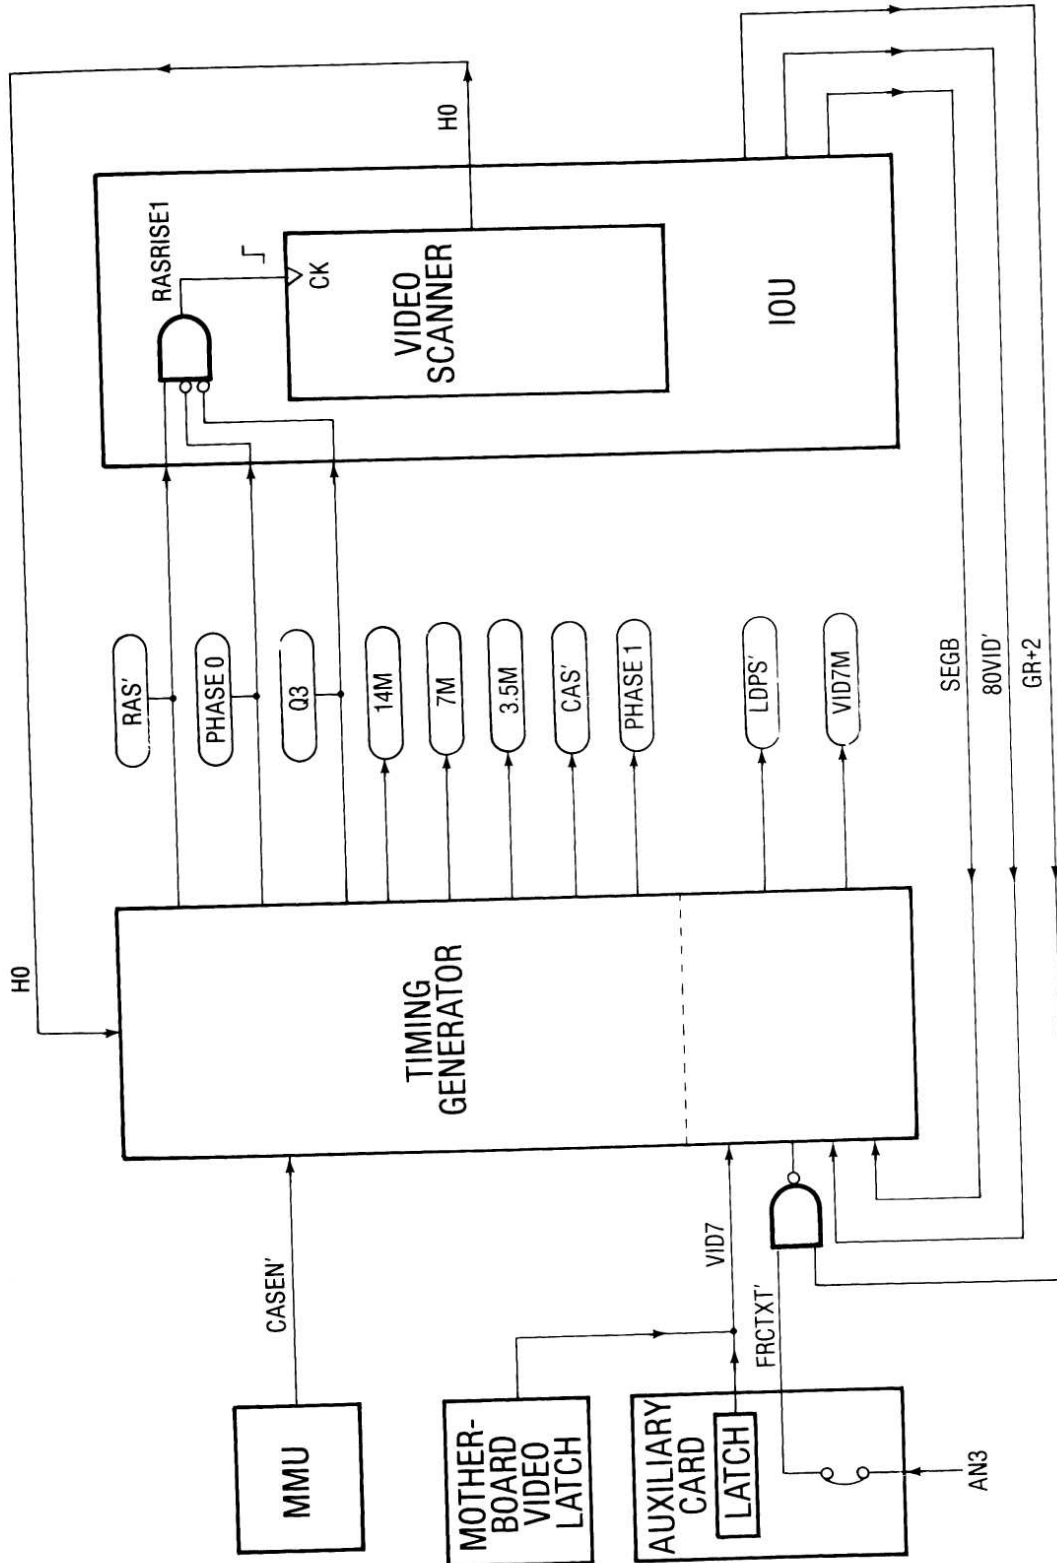 H0
H0
RASRISE1
CK
VIDEO
SCANNER
IOU
RAS′
PHASE 0
Q3
14M
7M
3.5M
CAS′
PHASE 1
LDPS′
VID7M
SEGB
80VID′
GR+2
TIMING
GENERATOR
CASEN′
VID7
FRCTXT′
MMU
MOTHER-
BOARD
VIDEO
LATCH
AUXILIARY
CARD
LATCH
AN3